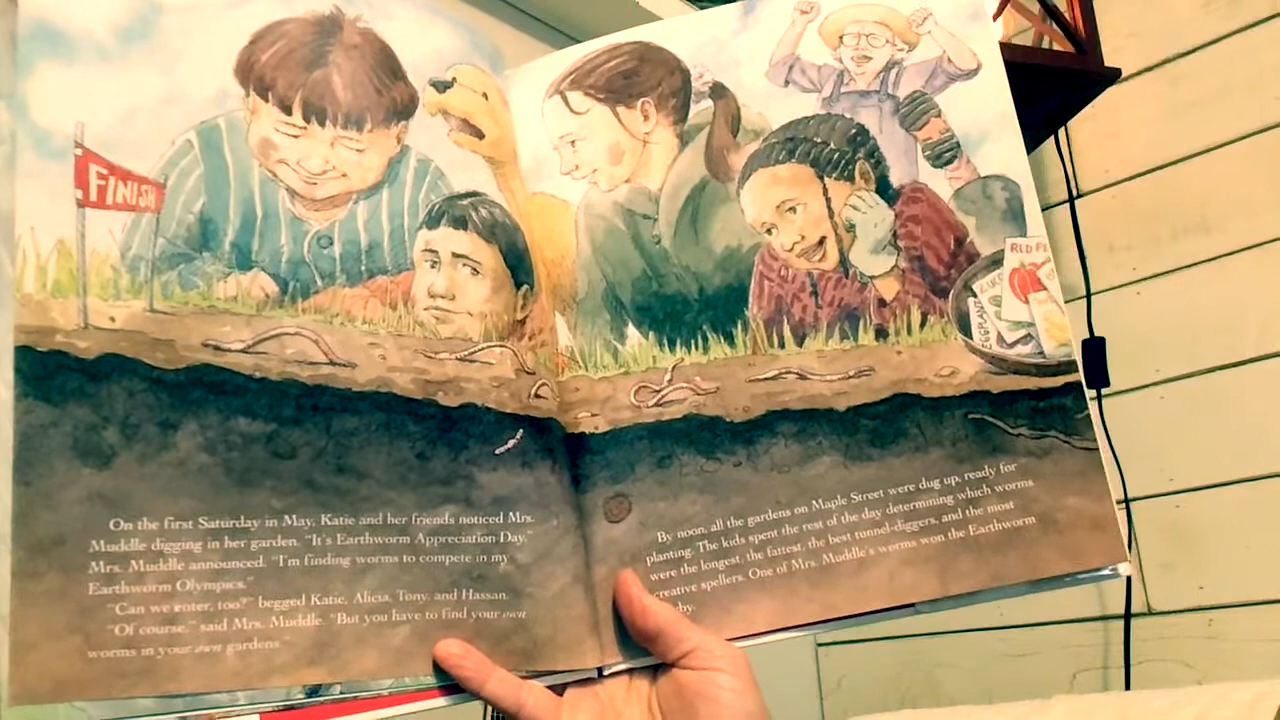 FINISH
RED PE
ZUCC
EGGPLANT
On the first Saturday in May, Katie and her friends noticed Mrs.
Muddle digging in her garden. "It's Earthworm Appreciation Day,"
Mrs. Muddle announced. "I'm finding worms to compete in my
Earthworm Olympics."
"Can we enter, too?" begged Katie, Alicia, Tony, and Hassan.
"Of course," said Mrs. Muddle. "But you have to find your own
worms in your own gardens."
By noon, all the gardens on Maple Street were dug up, ready for
planting. The kids spent the rest of the day determining which worms
were the longest, the fattest, the best tunnel-diggers, and the most
creative spellers. One of Mrs. Muddle's worms won the Earthworm
by.